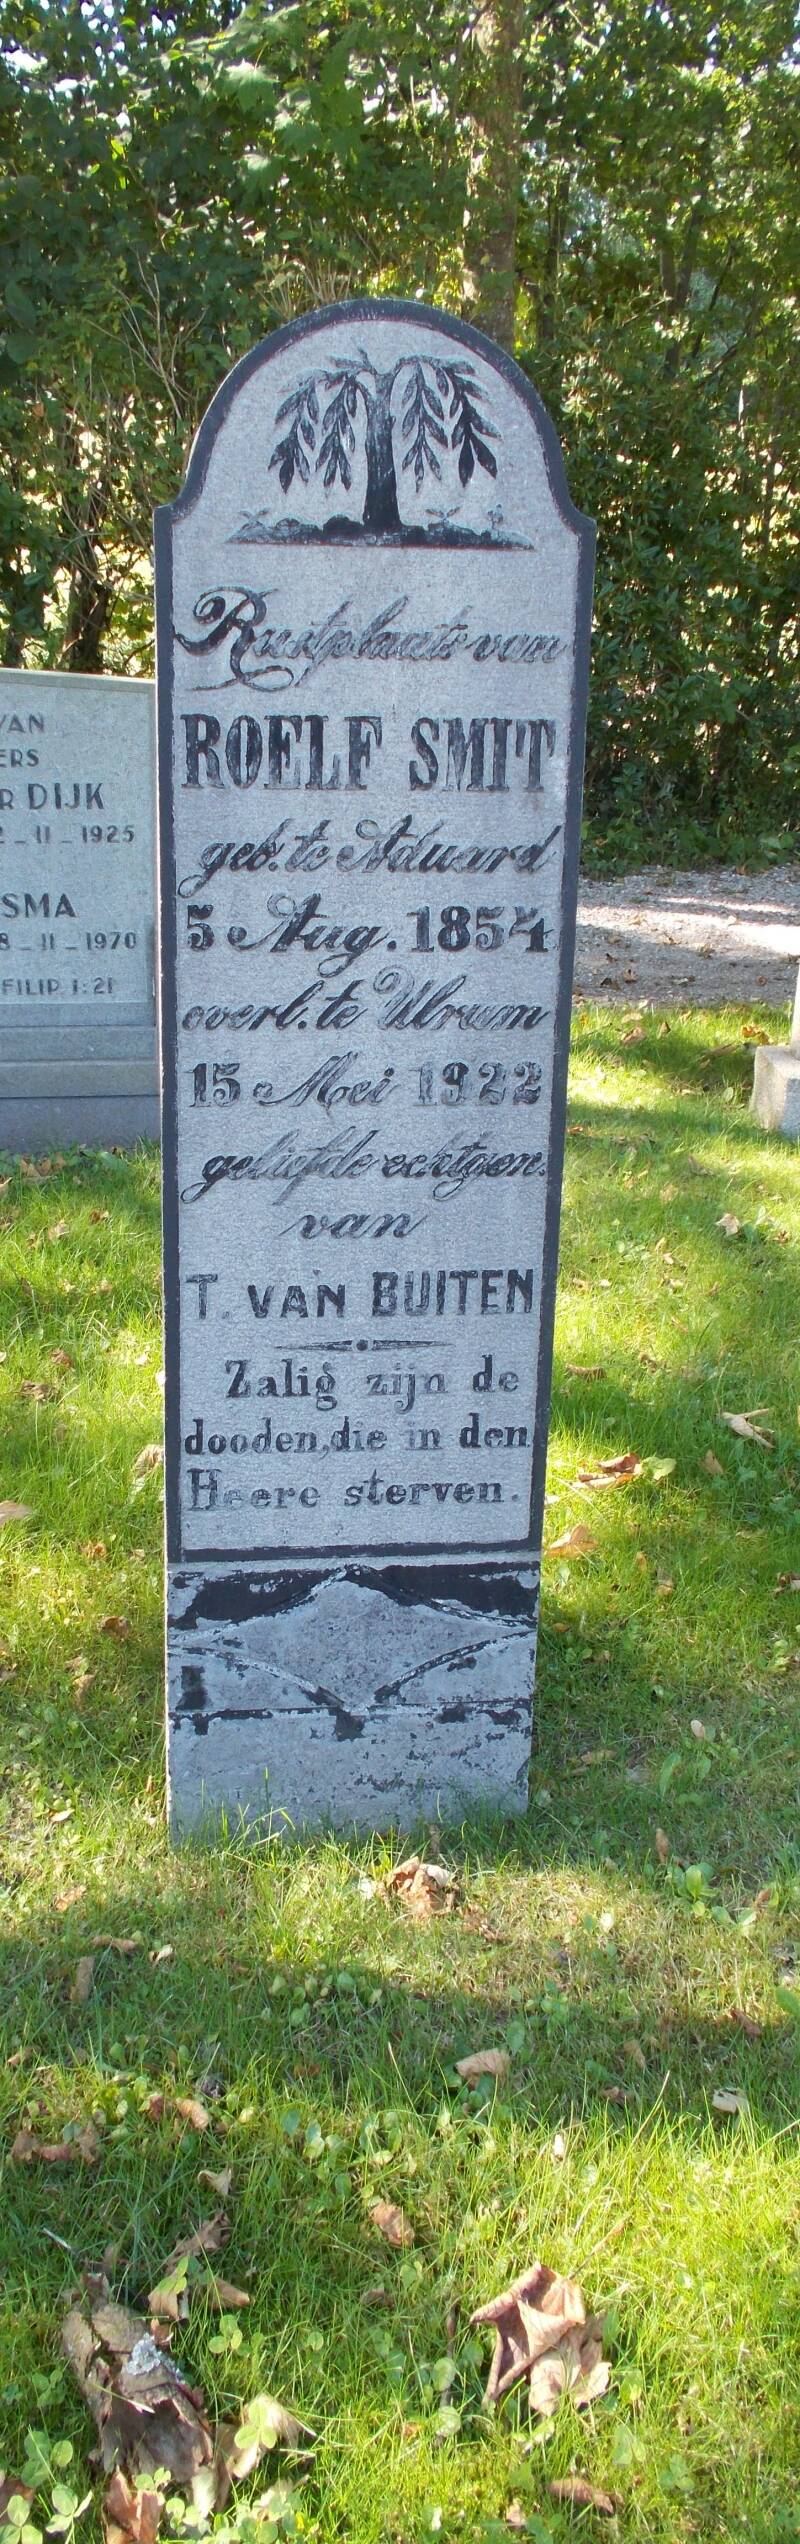 Rustplaats van
ROELF SMIT
geb. te Aduard
5 Aug. 1854
overl. te Ulrum
15 Mei 1922
geliefde echtgen.
van
T. VAN BUITEN
Zalig zijn de
dooden, die in den
Heere sterven.
VAN
ERS
R DIJK
2-11-1925
SMA
8-11-1970
FILIP. 1:21